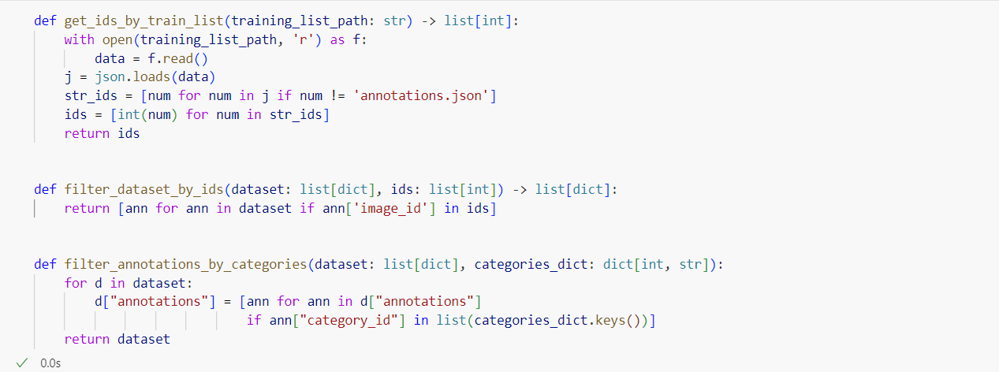 def get_ids_by_train_list(training_list_path: str) -> list[int]:
    with open(training_list_path, 'r') as f:
        data = f.read()
    j = json.loads(data)
    str_ids = [num for num in j if num != 'annotations.json']
    ids = [int(num) for num in str_ids]
    return ids
def filter_dataset_by_ids(dataset: list[dict], ids: list[int]) -> list[dict]:
    return [ann for ann in dataset if ann['image_id'] in ids]
def filter_annotations_by_categories(dataset: list[dict], categories_dict: dict[int, str]):
    for d in dataset:
        d["annotations"] = [ann for ann in d["annotations"]
                            if ann["category_id"] in list(categories_dict.keys())]
    return dataset
✓ 0.0s